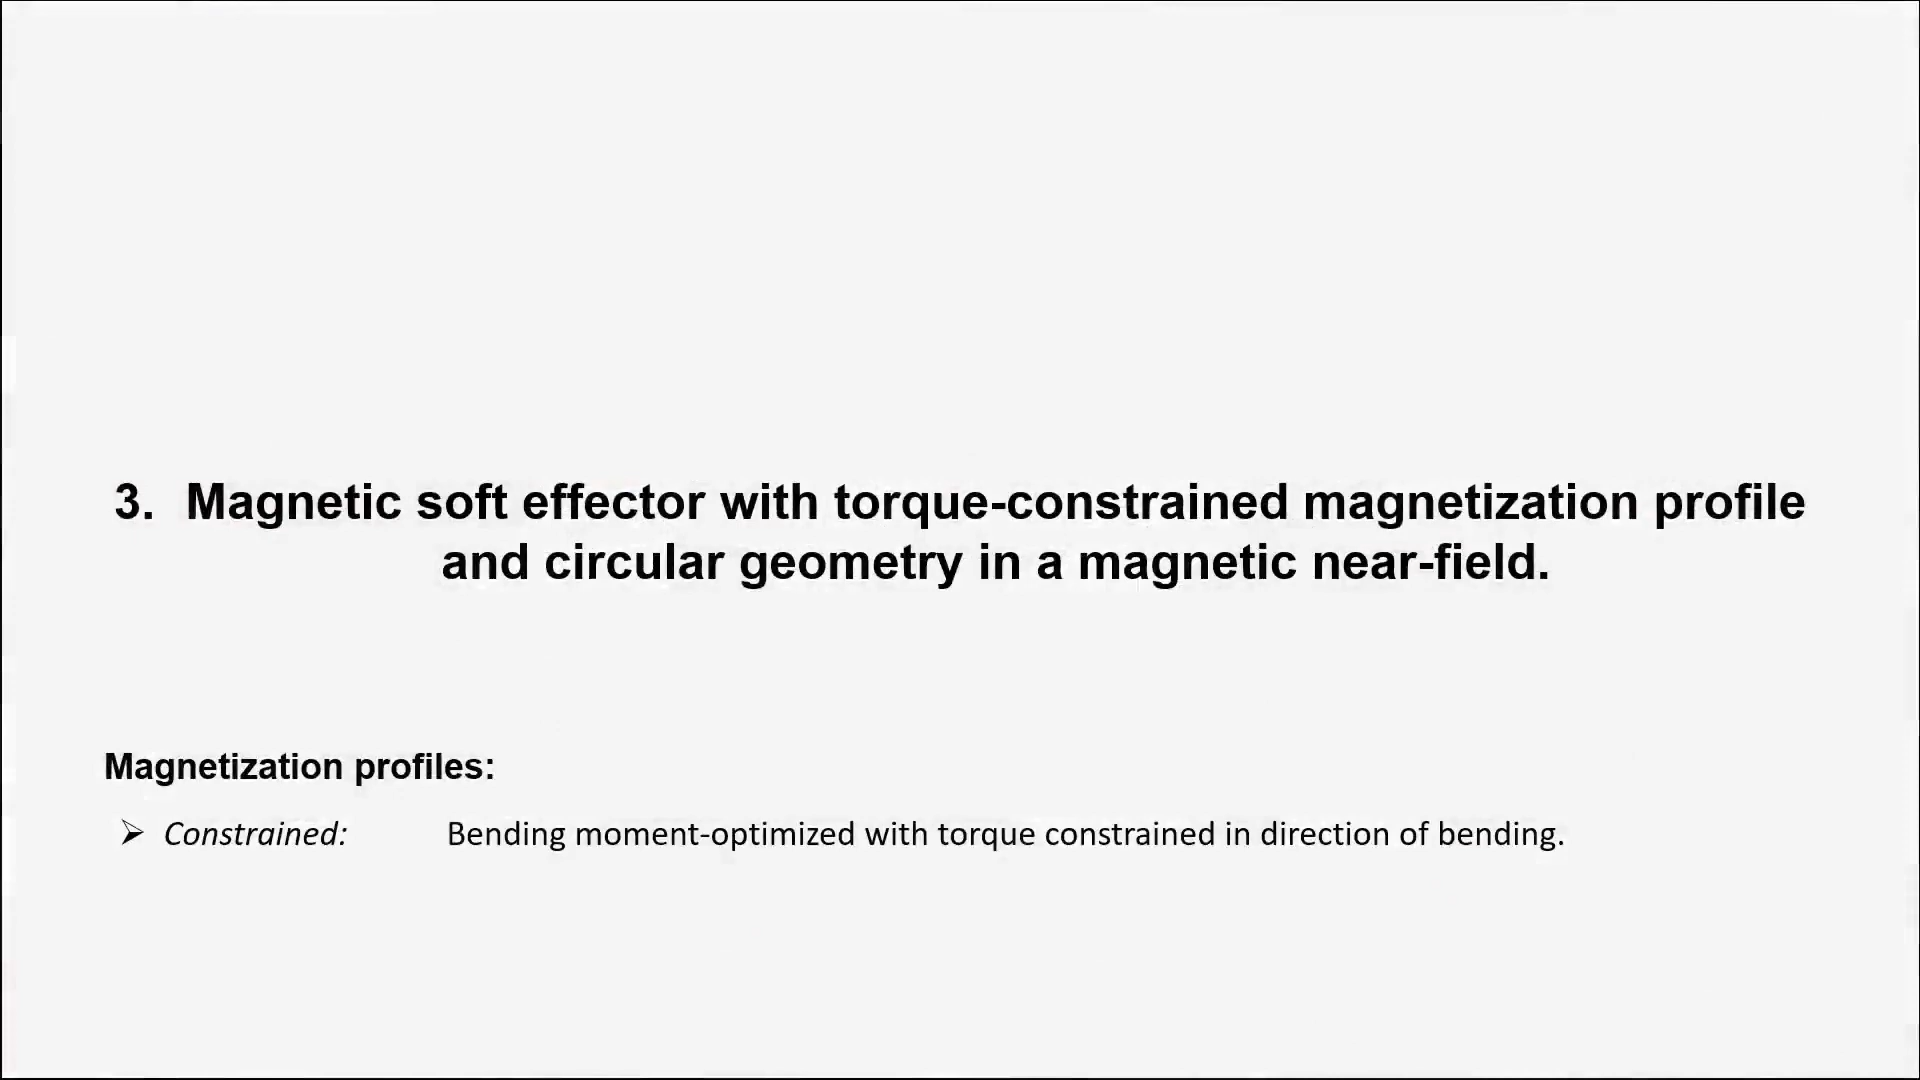 3. Magnetic soft effector with torque-constrained magnetization profile
and circular geometry in a magnetic near-field.
Magnetization profiles:
➢ Constrained: Bending moment-optimized with torque constrained in direction of bending.